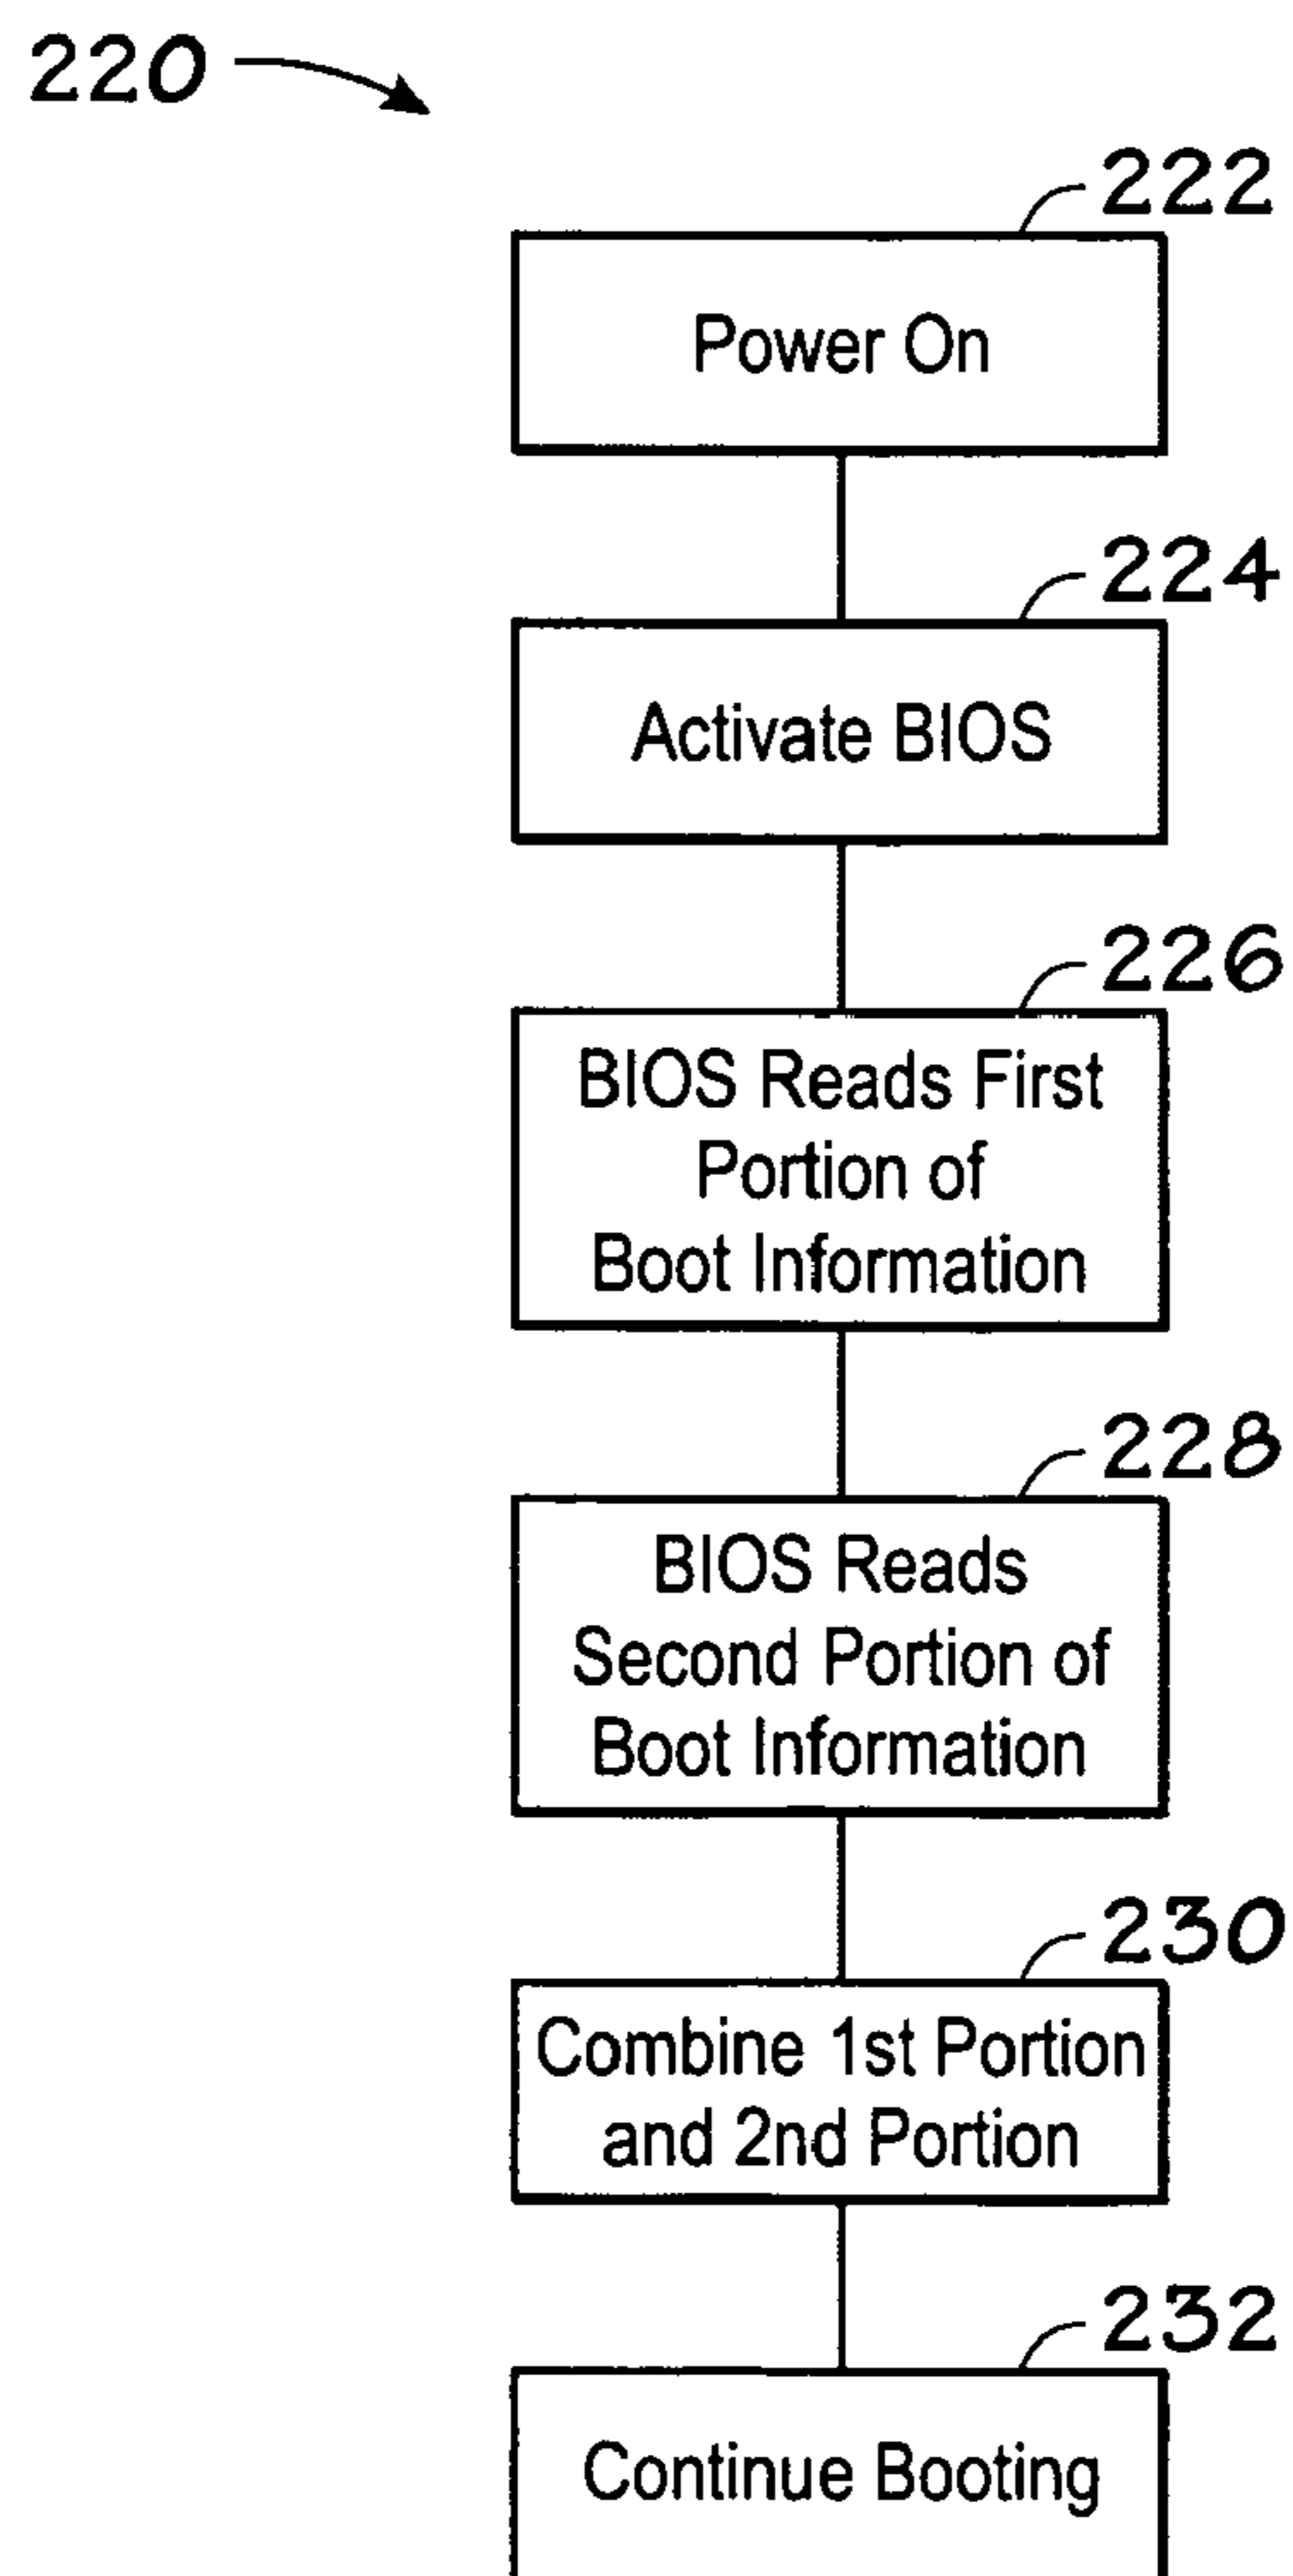 220
222
Power On
224
Activate BIOS
226
BIOS Reads First
Portion of
Boot Information
228
BIOS Reads
Second Portion of
Boot Information
230
Combine 1st Portion
and 2nd Portion
232
Continue Booting